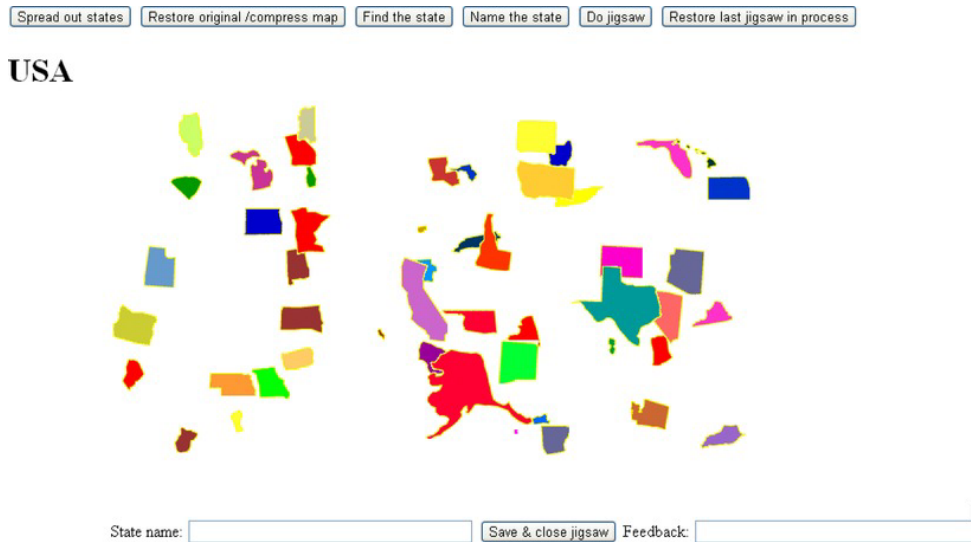 Spread out states Restore original /compress map Find the state Name the state Do jigsaw Restore last jigsaw in process
USA
State name: Save & close jigsaw Feedback: